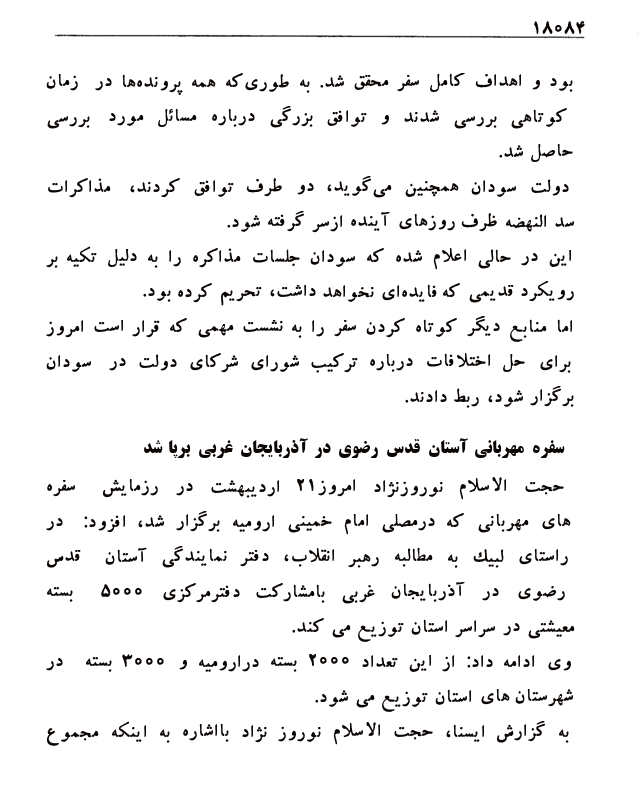 ۱۸۰۸۴
بود و اهداف کامل سفر محقق شد. به طوری‌که همه پرونده‌ها در زمان
کوتاهی بررسی شدند و توافق بزرگی درباره مسائل مورد بررسی
حاصل شد.
دولت سودان همچنین می‌گوید، دو طرف توافق کردند، مذاکرات
سد النهضه ظرف روزهای آینده ازسر گرفته شود.
این در حالی اعلام شده که سودان جلسات مذاکره را به دلیل تکیه بر
رویکرد قدیمی که فایده‌ای نخواهد داشت، تحریم کرده بود.
اما منابع دیگر کوتاه کردن سفر را به نشست مهمی که قرار است امروز
برای حل اختلافات درباره ترکیب شورای شرکای دولت در سودان
برگزار شود، ربط دادند.
سفره مهربانی آستان قدس رضوی در آذربایجان غربی برپا شد
حجت الاسلام نوروزنژاد امروز۲۱ اردیبهشت در رزمایش سفره
های مهربانی که درمصلی امام خمینی ارومیه برگزار شد، افزود: در
راستای لبیك به مطالبه رهبر انقلاب، دفتر نمایندگی آستان قدس
رضوی در آذربایجان غربی بامشارکت دفترمرکزی ۵۰۰۰ بسته
معیشتی در سراسر استان توزیع می کند.
وی ادامه داد: از این تعداد ۲۰۰۰ بسته درارومیه و ۳۰۰۰ بسته در
شهرستان های استان توزیع می شود.
به گزارش ایسنا، حجت الاسلام نوروز نژاد بااشاره به اینکه مجموع